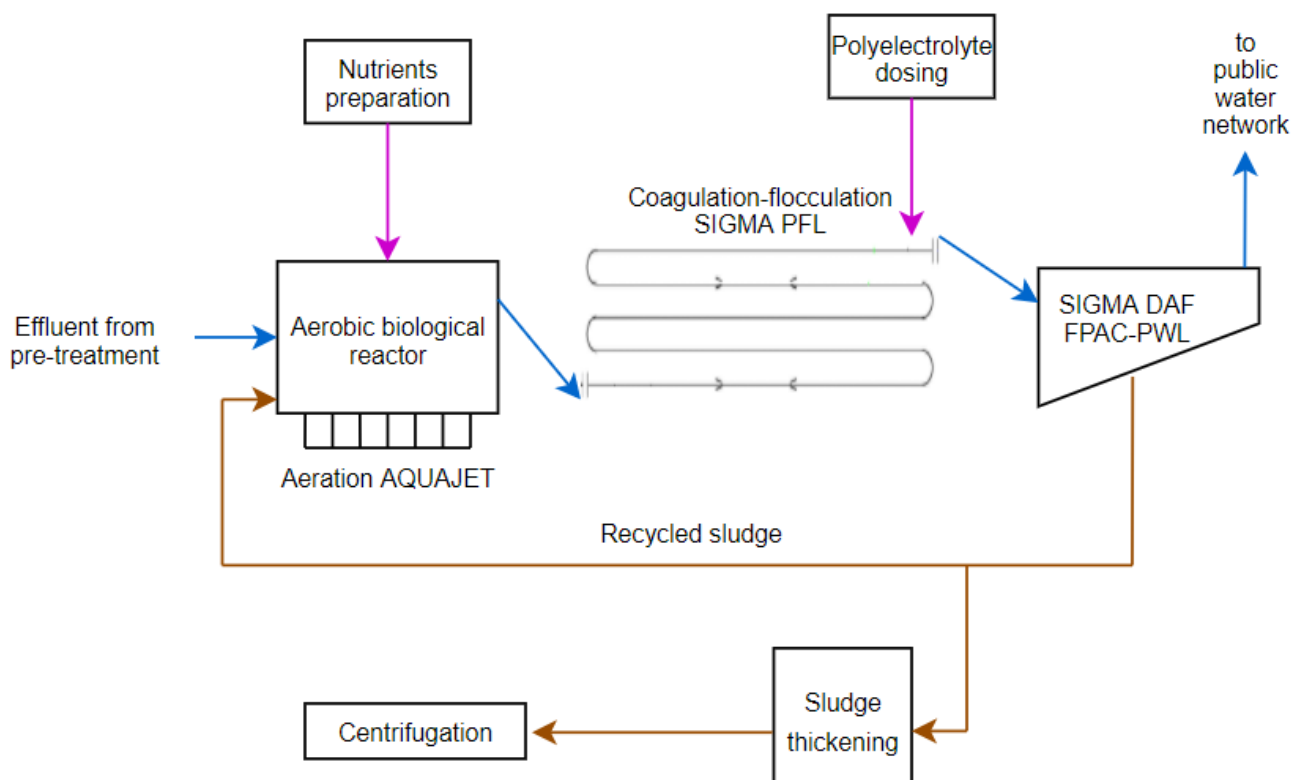 Nutrients
preparation
Polyelectrolyte
dosing
to
public
water
network
Coagulation-flocculation
SIGMA PFL
Effluent from
pre-treatment
Aerobic biological
reactor
SIGMA DAF
FPAC-PWL
Aeration AQUAJET
Recycled sludge
Centrifugation
Sludge
thickening